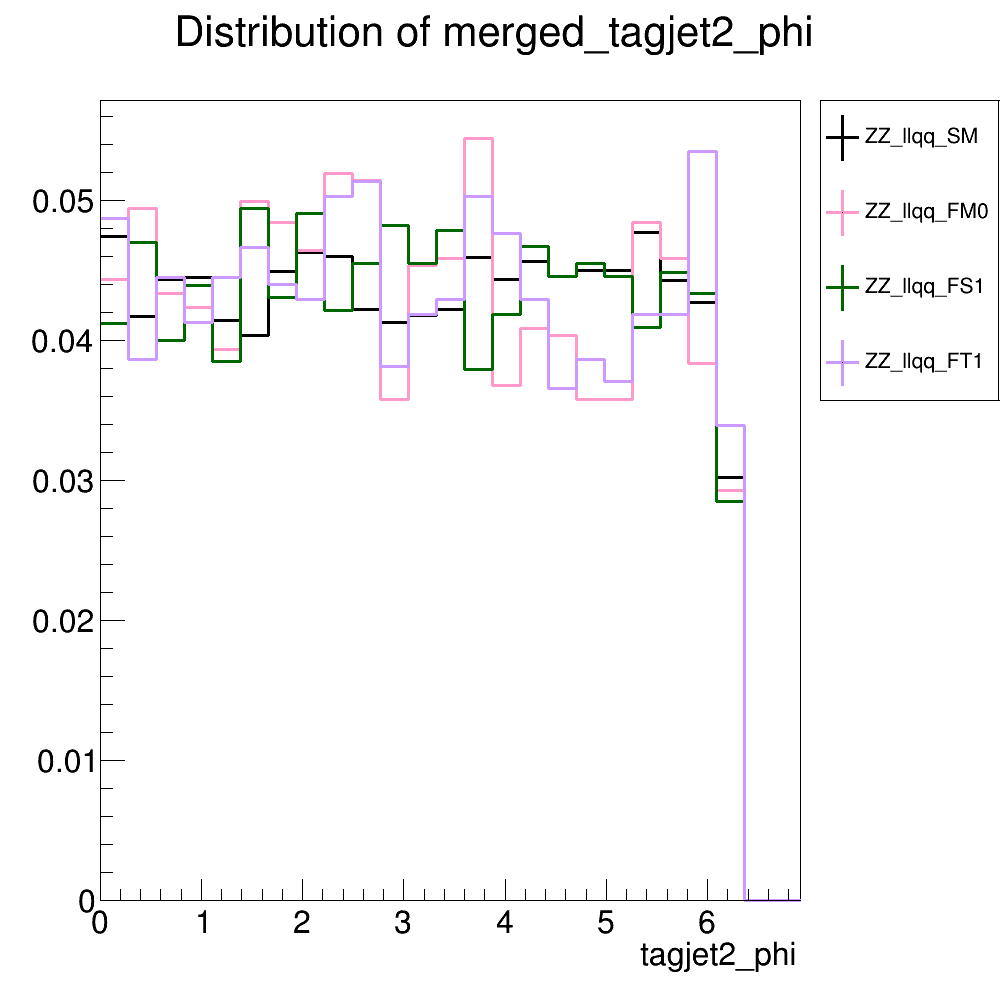 Distribution of merged_tagjet2_phi
ZZ_llqq_SM
ZZ_llqq_FM0
ZZ_llqq_FS1
ZZ_llqq_FT1
0.05
0.04
0.03
0.02
0.01
0
0 1 2 3 4 5 6
tagjet2_phi